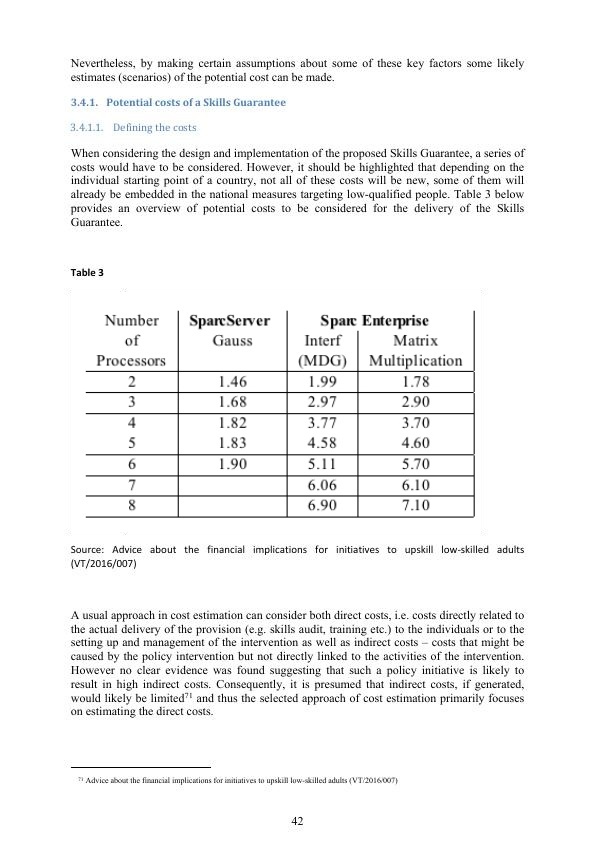 Nevertheless, by making certain assumptions about some of these key factors some likely
estimates (scenarios) of the potential cost can be made.
3.4.1. Potential costs of a Skills Guarantee
3.4.1.1. Defining the costs
When considering the design and implementation of the proposed Skills Guarantee, a series of
costs would have to be considered. However, it should be highlighted that depending on the
individual starting point of a country, not all of these costs will be new, some of them will
already be embedded in the national measures targeting low-qualified people. Table 3 below
provides an overview of potential costs to be considered for the delivery of the Skills
Guarantee.
Table 3
Number SparcServer Sparc Enterprise
of Gauss Interf Matrix
Processors (MDG) Multiplication
2 1.46 1.99 1.78
3 1.68 2.97 2.90
4 1.82 3.77 3.70
5 1.83 4.58 4.60
6 1.90 5.11 5.70
7 6.06 6.10
8 6.90 7.10
Source: Advice about the financial implications for initiatives to upskill low-skilled adults
(VT/2016/007)
A usual approach in cost estimation can consider both direct costs, i.e. costs directly related to
the actual delivery of the provision (e.g. skills audit, training etc.) to the individuals or to the
setting up and management of the intervention as well as indirect costs – costs that might be
caused by the policy intervention but not directly linked to the activities of the intervention.
However no clear evidence was found suggesting that such a policy initiative is likely to
result in high indirect costs. Consequently, it is presumed that indirect costs, if generated,
would likely be limited71 and thus the selected approach of cost estimation primarily focuses
on estimating the direct costs.
71 Advice about the financial implications for initiatives to upskill low-skilled adults (VT/2016/007)
42